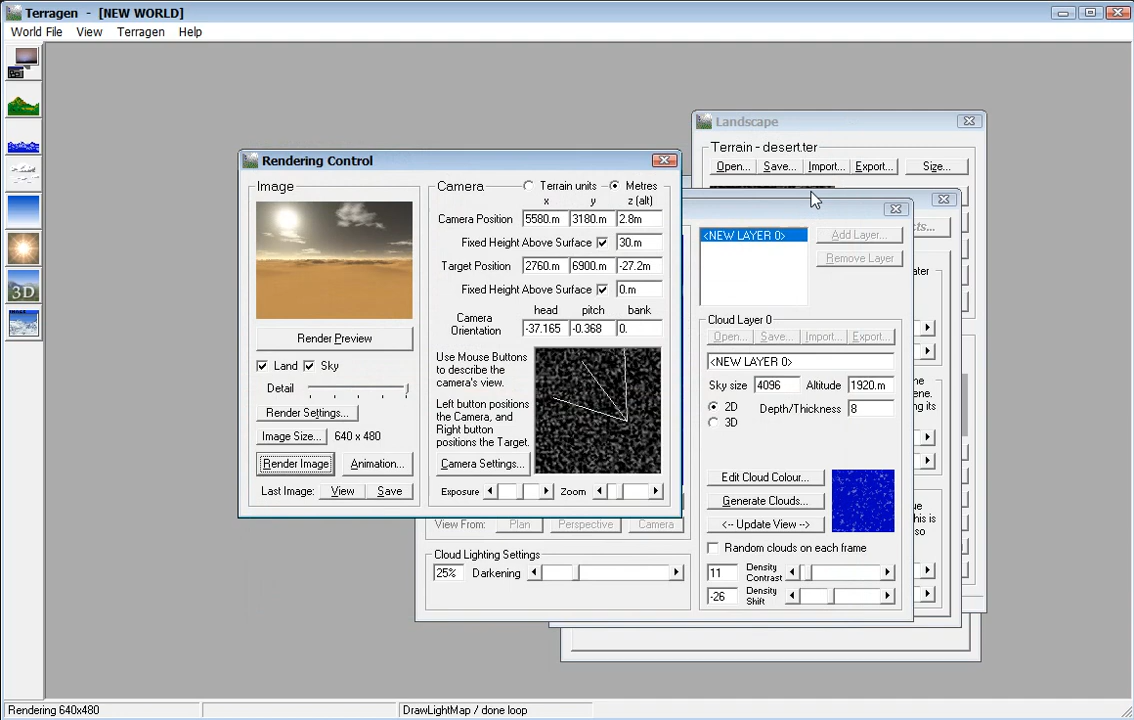 Terragen - [NEW WORLD]
World File View Terragen Help
Landscape
Terrain - desert.ter
Open... Save... Import... Export... Size...
Rendering Control
Image
Render Preview
Land Sky
Detail
Render Settings...
Image Size... 640 x 480
Render Image Animation...
Last Image: View Save
Camera Terrain units Metres
x y z (alt)
Camera Position 5580.m 3180.m 2.8m
Fixed Height Above Surface 30.m
Target Position 2760.m 6900.m -27.2m
Fixed Height Above Surface 0.m
head pitch bank
Camera Orientation -37.165 -0.368 0.
Use Mouse Buttons
to describe the
camera's view.
Left button positions
the Camera, and
Right button
positions the Target.
Camera Settings...
Exposure Zoom
<NEW LAYER 0> Add Layer...
Remove Layer
Cloud Layer 0
Open... Save... Import... Export...
<NEW LAYER 0>
Sky size 4096 Altitude 1920.m
2D Depth/Thickness 8
3D
Edit Cloud Colour...
Generate Clouds...
<-- Update View -->
Random clouds on each frame
11 Density Contrast
-26 Density Shift
View From: Plan Perspective Camera
Cloud Lighting Settings
25% Darkening
Rendering 640x480 DrawLightMap / done loop